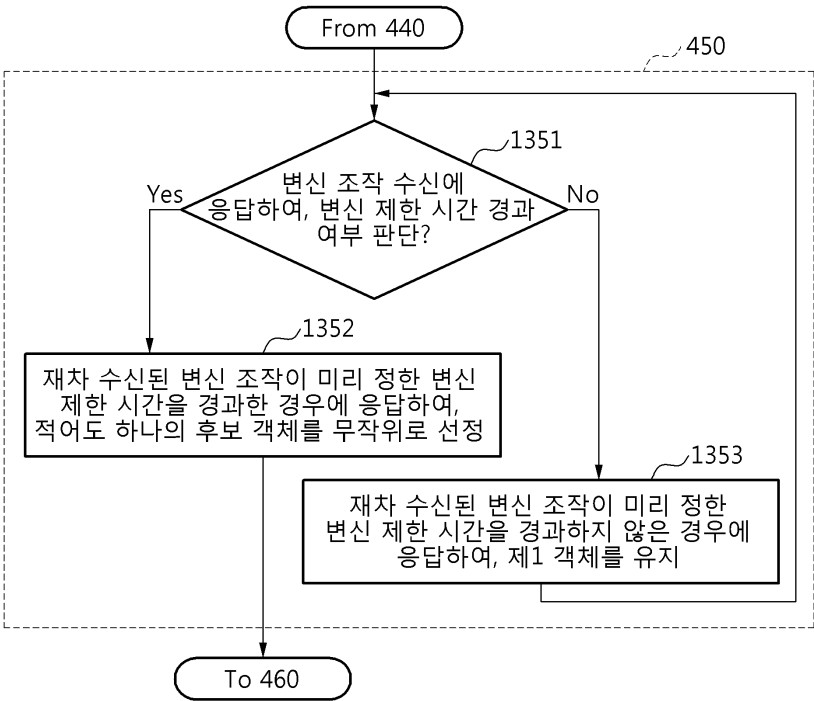 From 440
450
1351
변신 조작 수신에
응답하여, 변신 제한 시간 경과
여부 판단?
Yes
No
1352
재차 수신된 변신 조작이 미리 정한 변신
제한 시간을 경과한 경우에 응답하여,
적어도 하나의 후보 객체를 무작위로 선정
1353
재차 수신된 변신 조작이 미리 정한
변신 제한 시간을 경과하지 않은 경우에
응답하여, 제1 객체를 유지
To 460